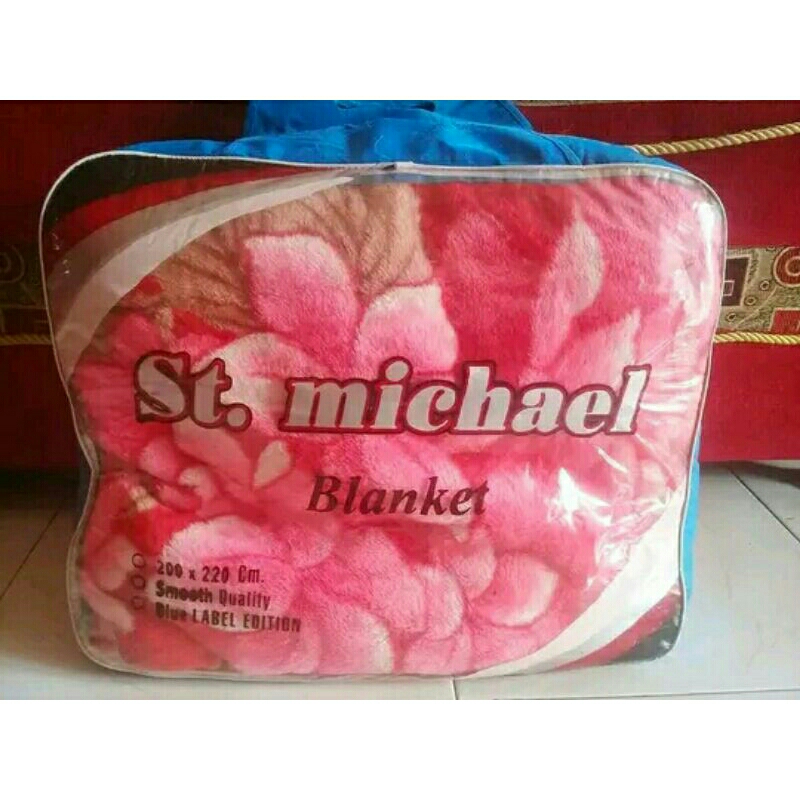 St. michael
Blanket
200 x 220 Cm.
Smooth Quality
Blue LABEL EDITION